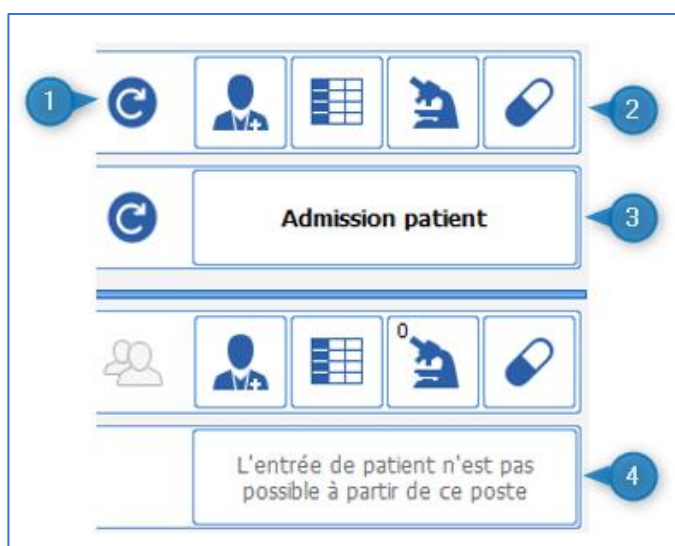 1
2
Admission patient
3
0
L'entrée de patient n'est pas
possible à partir de ce poste
4